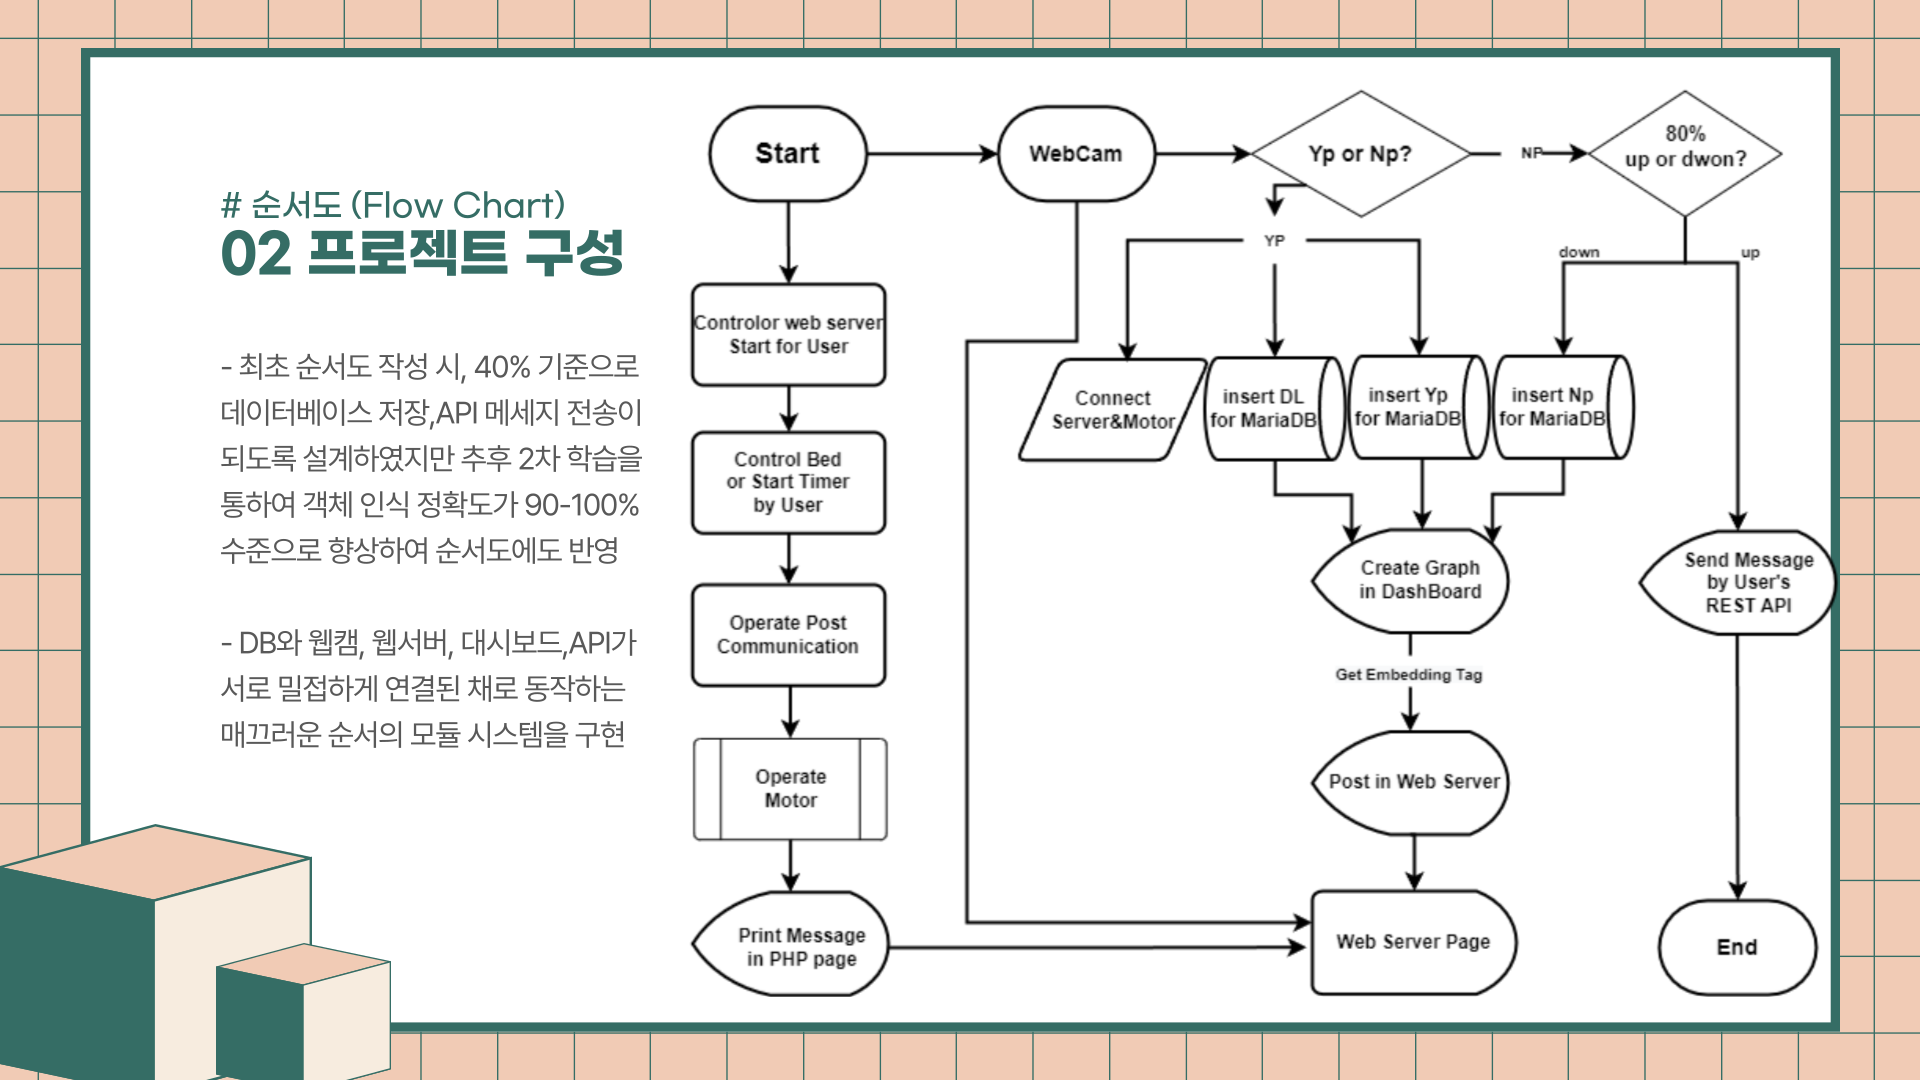 # 순서도 (Flow Chart)
02 프로젝트 구성
- 최초 순서도 작성 시, 40% 기준으로
데이터베이스 저장,API 메세지 전송이
되도록 설계하였지만 추후 2차 학습을
통하여 객체 인식 정확도가 90-100%
수준으로 향상하여 순서도에도 반영
- DB와 웹캠, 웹서버, 대시보드,API가
서로 밀접하게 연결된 채로 동작하는
매끄러운 순서의 모듈 시스템을 구현
Start
WebCam
Yp or Np?
NP
80%
up or dwon?
YP
down
up
Controlor web server
Start for User
Connect
Server&Motor
insert DL
for MariaDB
insert Yp
for MariaDB
insert Np
for MariaDB
Control Bed
or Start Timer
by User
Create Graph
in DashBoard
Send Message
by User's
REST API
Operate Post
Communication
Get Embedding Tag
Operate
Motor
Post in Web Server
Print Message
in PHP page
Web Server Page
End